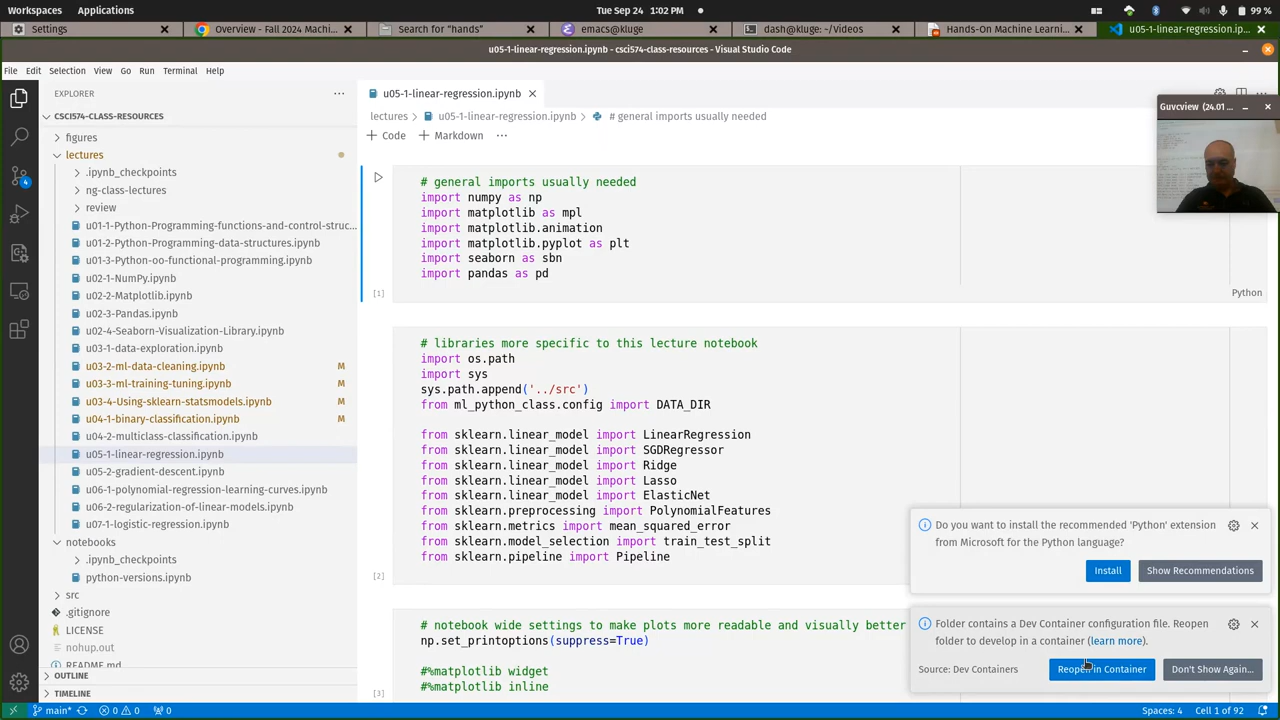 Workspaces Applications Tue Sep 24 1:02 PM 99 %
Settings × Overview - Fall 2024 Machi... × Search for "hands" × emacs@kluge × dash@kluge: ~/Videos × Hands-On Machine Learni... × u05-1-linear-regression.ip... ×
u05-1-linear-regression.ipynb - csci574-class-resources - Visual Studio Code
File Edit Selection View Go Run Terminal Help
EXPLORER ...
CSCI574-CLASS-RESOURCES
figures
lectures
.ipynb_checkpoints
ng-class-lectures
review
u01-1-Python-Programming-functions-and-control-struc...
u01-2-Python-Programming-data-structures.ipynb
u01-3-Python-oo-functional-programming.ipynb
u02-1-NumPy.ipynb
u02-2-Matplotlib.ipynb
u02-3-Pandas.ipynb
u02-4-Seaborn-Visualization-Library.ipynb
u03-1-data-exploration.ipynb
u03-2-ml-data-cleaning.ipynb M
u03-3-ml-training-tuning.ipynb M
u03-4-Using-sklearn-statsmodels.ipynb M
u04-1-binary-classification.ipynb M
u04-2-multiclass-classification.ipynb
u05-1-linear-regression.ipynb
u05-2-gradient-descent.ipynb
u06-1-polynomial-regression-learning-curves.ipynb
u06-2-regularization-of-linear-models.ipynb
u07-1-logistic-regression.ipynb
notebooks
.ipynb_checkpoints
python-versions.ipynb
src
.gitignore
LICENSE
nohup.out
README.md
OUTLINE
TIMELINE
4
u05-1-linear-regression.ipynb ×
lectures > u05-1-linear-regression.ipynb > # general imports usually needed
+ Code + Markdown ...
# general imports usually needed
import numpy as np
import matplotlib as mpl
import matplotlib.animation
import matplotlib.pyplot as plt
import seaborn as sbn
import pandas as pd
[1] Python
# libraries more specific to this lecture notebook
import os.path
import sys
sys.path.append('../src')
from ml_python_class.config import DATA_DIR
from sklearn.linear_model import LinearRegression
from sklearn.linear_model import SGDRegressor
from sklearn.linear_model import Ridge
from sklearn.linear_model import Lasso
from sklearn.linear_model import ElasticNet
from sklearn.preprocessing import PolynomialFeatures
from sklearn.metrics import mean_squared_error
from sklearn.model_selection import train_test_split
from sklearn.pipeline import Pipeline
[2]
# notebook wide settings to make plots more readable and visually better
np.set_printoptions(suppress=True)
#%matplotlib widget
#%matplotlib inline
[3]
Guvcview (24.01 ...
Do you want to install the recommended 'Python' extension
from Microsoft for the Python language?
Install Show Recommendations
Folder contains a Dev Container configuration file. Reopen
folder to develop in a container (learn more).
Source: Dev Containers Reopen in Container Don't Show Again...
main* 0 0 0 Spaces: 4 Cell 1 of 92